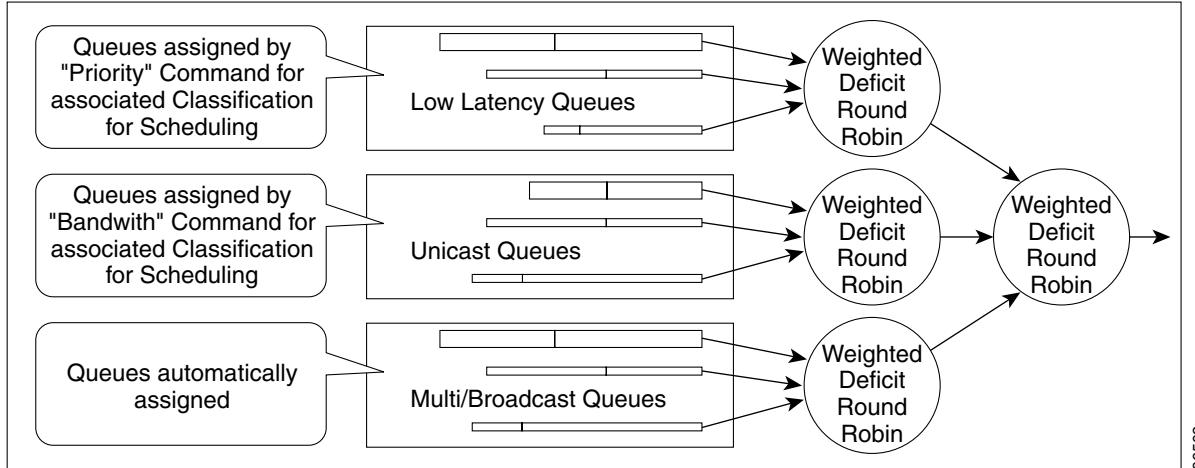 Queues assigned by
"Priority" Command for
associated Classification
for Scheduling
Low Latency Queues
Weighted
Deficit
Round
Robin
Queues assigned by
"Bandwith" Command for
associated Classification
for Scheduling
Unicast Queues
Weighted
Deficit
Round
Robin
Weighted
Deficit
Round
Robin
Queues automatically
assigned
Multi/Broadcast Queues
Weighted
Deficit
Round
Robin